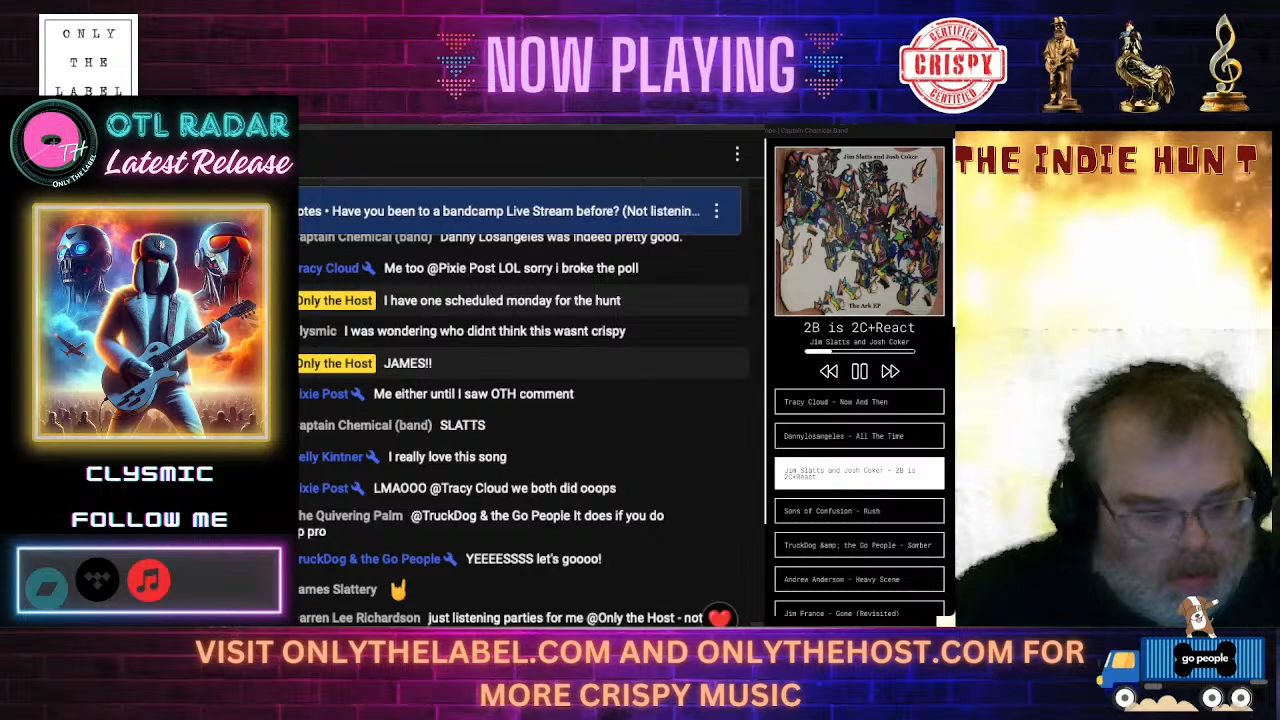 ONLY
THE
LABEL
NOW PLAYING
CERTIFIED
CRISPY
CERTIFIED
OTH
ONLYTHELABEL
OTL RADAR
Latest Release
CLYSMIC
FOLLOW ME
| Captain Chemical Band
otes • Have you been to a bandcamp Live Stream before? (Not listenin...
aptain Chemical (band) Danny Losangeles was indeed pretty good.
racy Cloud Me too @Pixie Post LOL sorry i broke the poll
Only the Host I have one scheduled monday for the hunt
lysmic I was wondering who didnt think this wasnt crispy
Only the Host JAMES!!
ixie Post Me either until I saw OTH comment
aptain Chemical (band) SLATTS
elly Kintner I really love this song
ixie Post LMAOOO @Tracy Cloud we both did ooops
he Quivering Palm @TruckDog & the Go People It does if you do
p pro
ruckDog & the Go People YEEEESSSS let's goooo!
ames Slattery 🤘
arren Lee Richardson just listening parties for me @Only the Host - not
Jim Slatts and Josh Coker
The Ark EP
2B is 2C+React
Jim Slatts and Josh Coker
Tracy Cloud - Now And Then
Dannylosangeles - All The Time
Jim Slatts and Josh Coker - 2B is
2C+React
Sons of Confusion - Rush
TruckDog &amp; the Go People - Somber
Andrew Anderson - Heavy Scene
Jim France - Gone (Revisited)
THE INDIE HUN T
VISIT ONLYTHELABEL.COM AND ONLYTHEHOST.COM FOR
MORE CRISPY MUSIC
go people